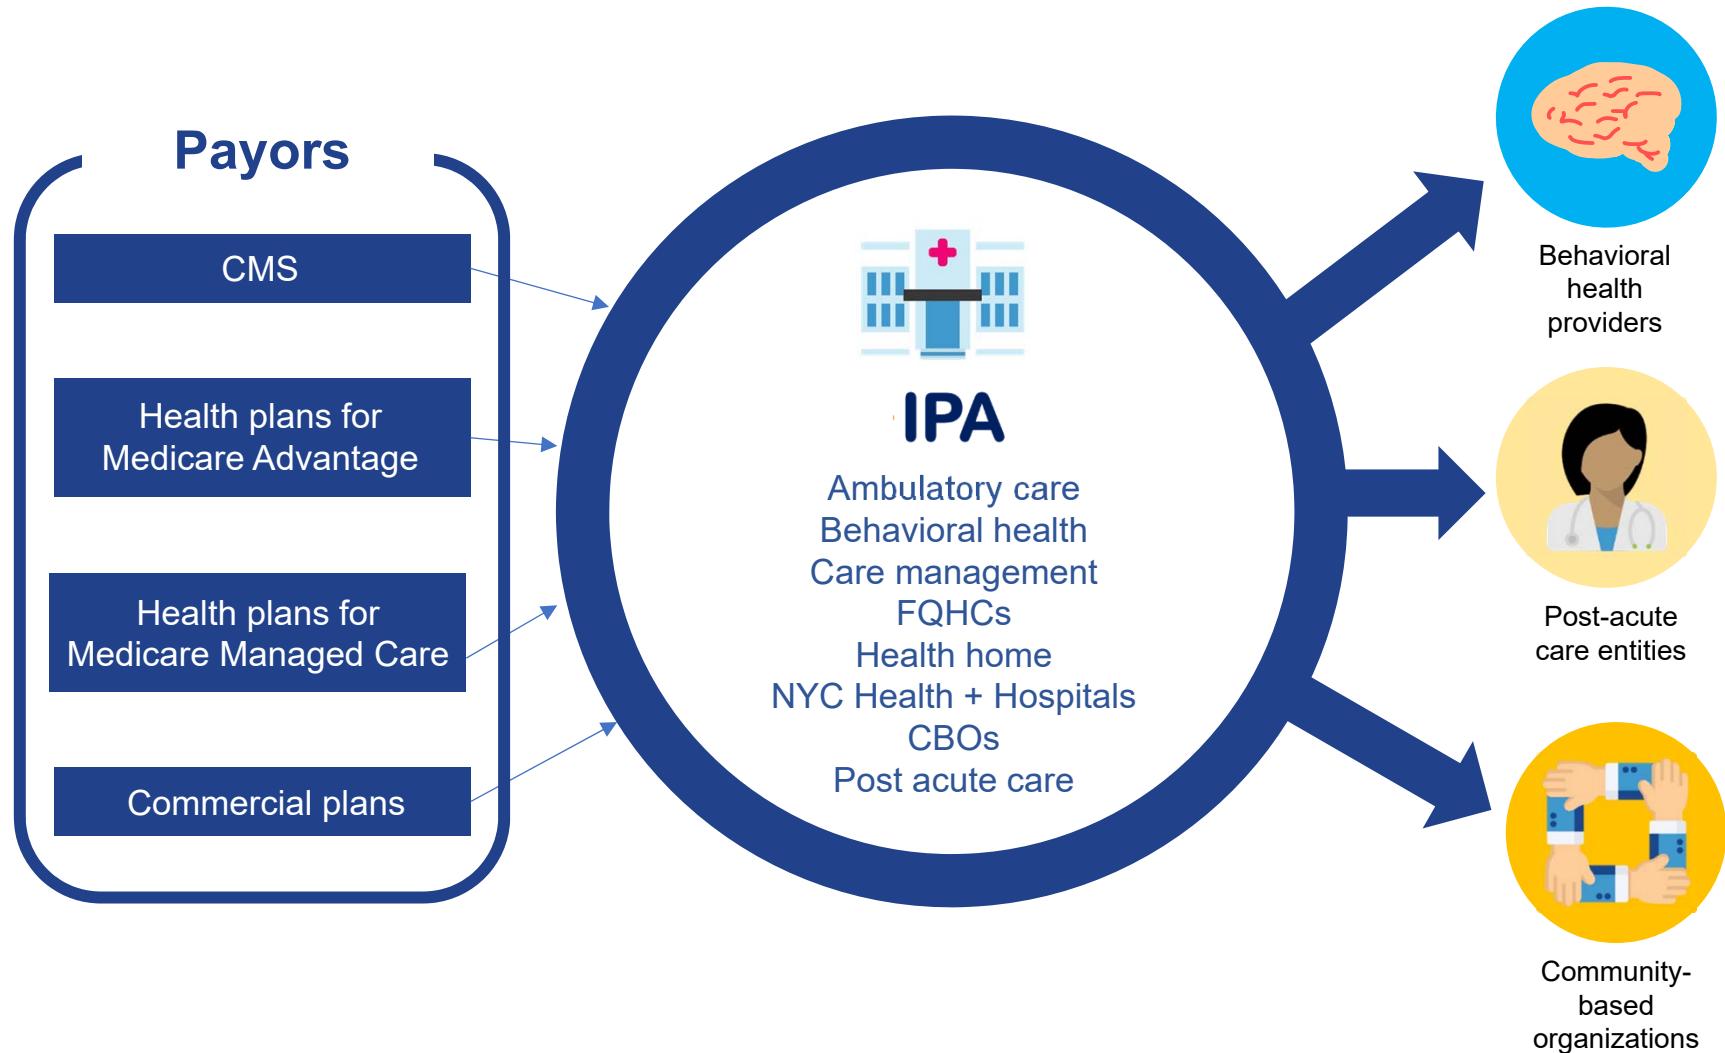 Payors
CMS
Health plans for
Medicare Advantage
Health plans for
Medicare Managed Care
Commercial plans
IPA
Ambulatory care
Behavioral health
Care management
FQHCs
Health home
NYC Health + Hospitals
CBOs
Post acute care
Behavioral
health
providers
Post-acute
care entities
Community-
based
organizations